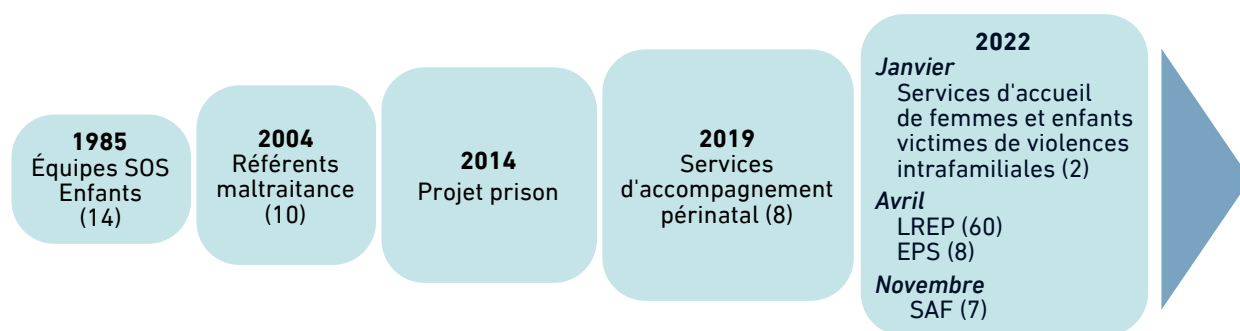 1985
Équipes SOS
Enfants
(14)
2004
Référents
maltraitance
(10)
2014
Projet prison
2019
Services
d'accompagnement
périnatal (8)
2022
Janvier
Services d'accueil
de femmes et enfants
victimes de violences
intrafamiliales (2)
Avril
LREP (60)
EPS (8)
Novembre
SAF (7)